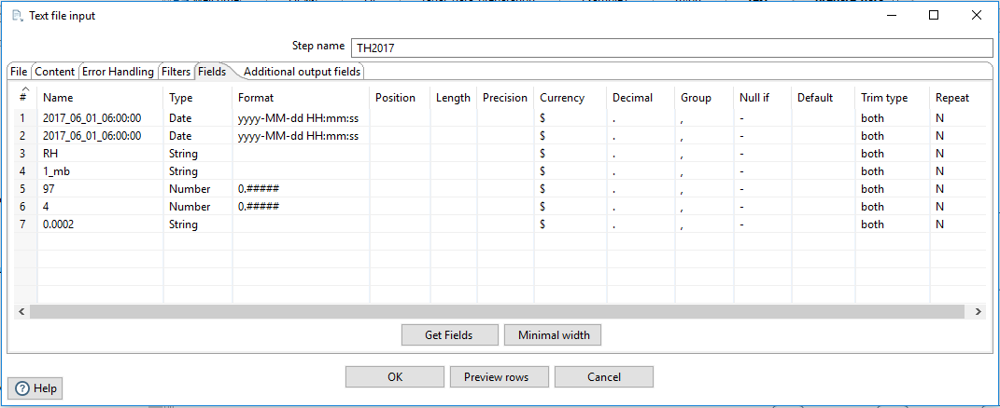 Text file input
Step name TH2017
File Content Error Handling Filters Fields Additional output fields
# Name Type Format Position Length Precision Currency Decimal Group Null if Default Trim type Repeat
1 2017_06_01_06:00:00 Date yyyy-MM-dd HH:mm:ss $ . , - both N
2 2017_06_01_06:00:00 Date yyyy-MM-dd HH:mm:ss $ . , - both N
3 RH String $ . , - both N
4 1_mb String $ . , - both N
5 97 Number 0.##### $ . , - both N
6 4 Number 0.##### $ . , - both N
7 0.0002 String $ . , - both N
Get Fields Minimal width
OK Preview rows Cancel
Help